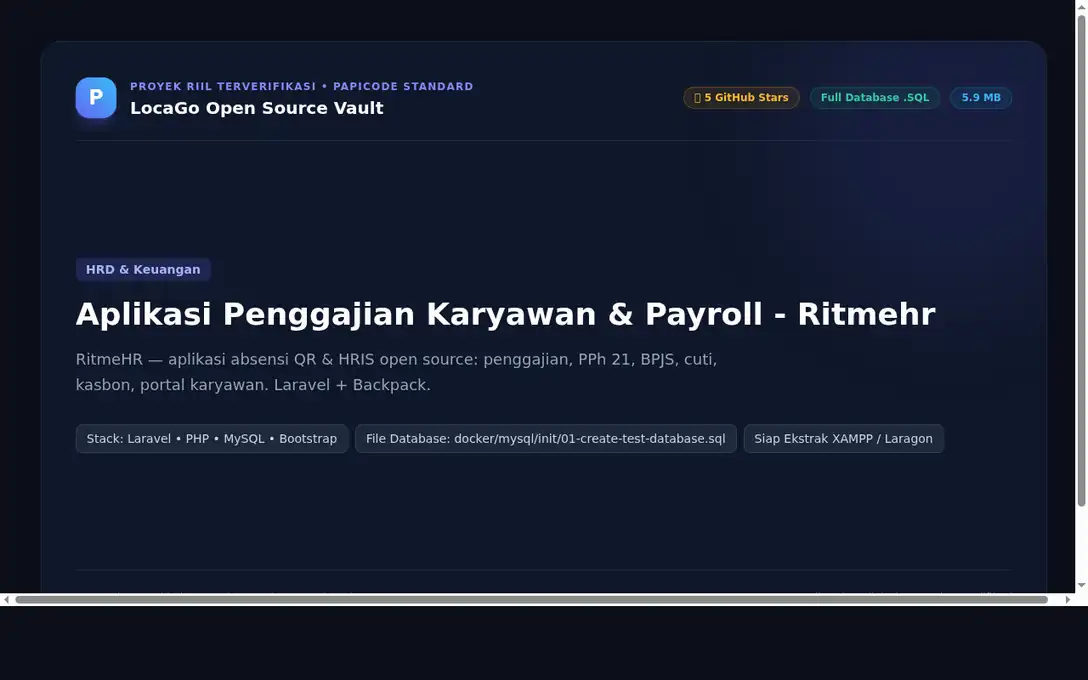 P
PROYEK RIIL TERVERIFIKASI • PAPICODE STANDARD
LocaGo Open Source Vault
5 GitHub Stars
Full Database .SQL
5.9 MB
HRD & Keuangan
Aplikasi Penggajian Karyawan & Payroll - Ritmehr
RitmeHR — aplikasi absensi QR & HRIS open source: penggajian, PPh 21, BPJS, cuti,
kasbon, portal karyawan. Laravel + Backpack.
Stack: Laravel • PHP • MySQL • Bootstrap
File Database: docker/mysql/init/01-create-test-database.sql
Siap Ekstrak XAMPP / Laragon